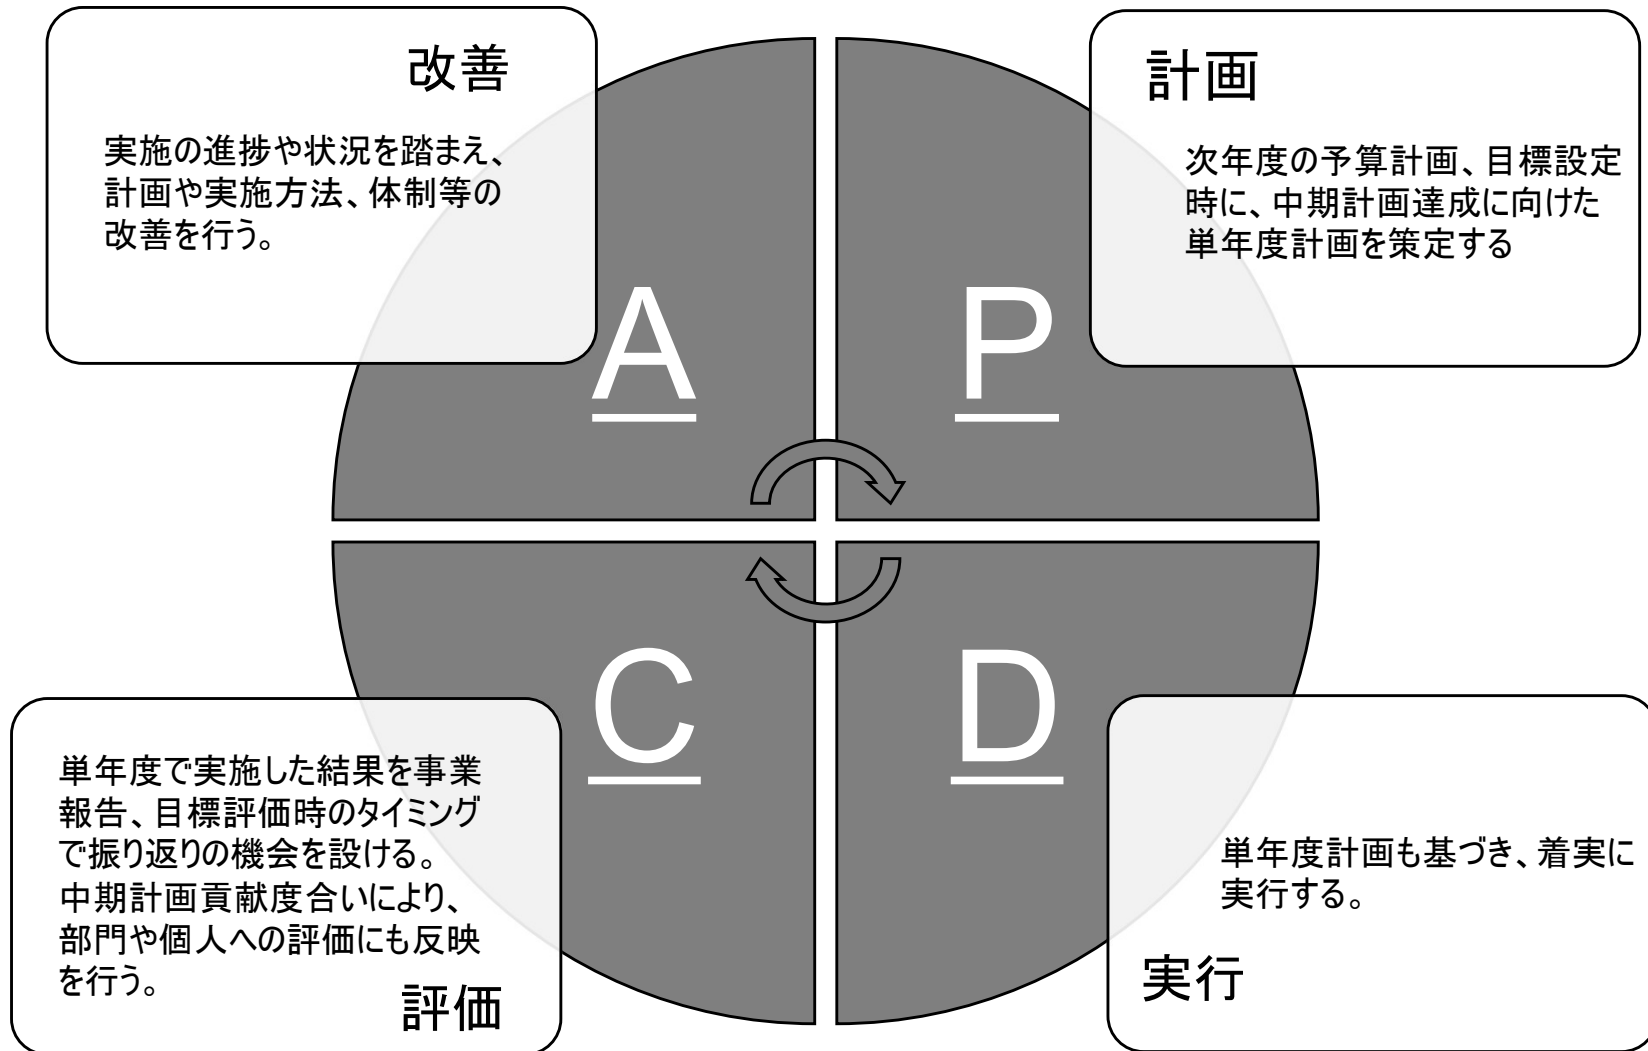 改善
実施の進捗や状況を踏まえ、
計画や実施方法、体制等の
改善を行う。
A
計画
次年度の予算計画、目標設定
時に、中期計画達成に向けた
単年度計画を策定する
P
C
単年度で実施した結果を事業
報告、目標評価時のタイミング
で振り返りの機会を設ける。
中期計画貢献度合いにより、
部門や個人への評価にも反映
を行う。
評価
D
単年度計画も基づき、着実に
実行する。
実行